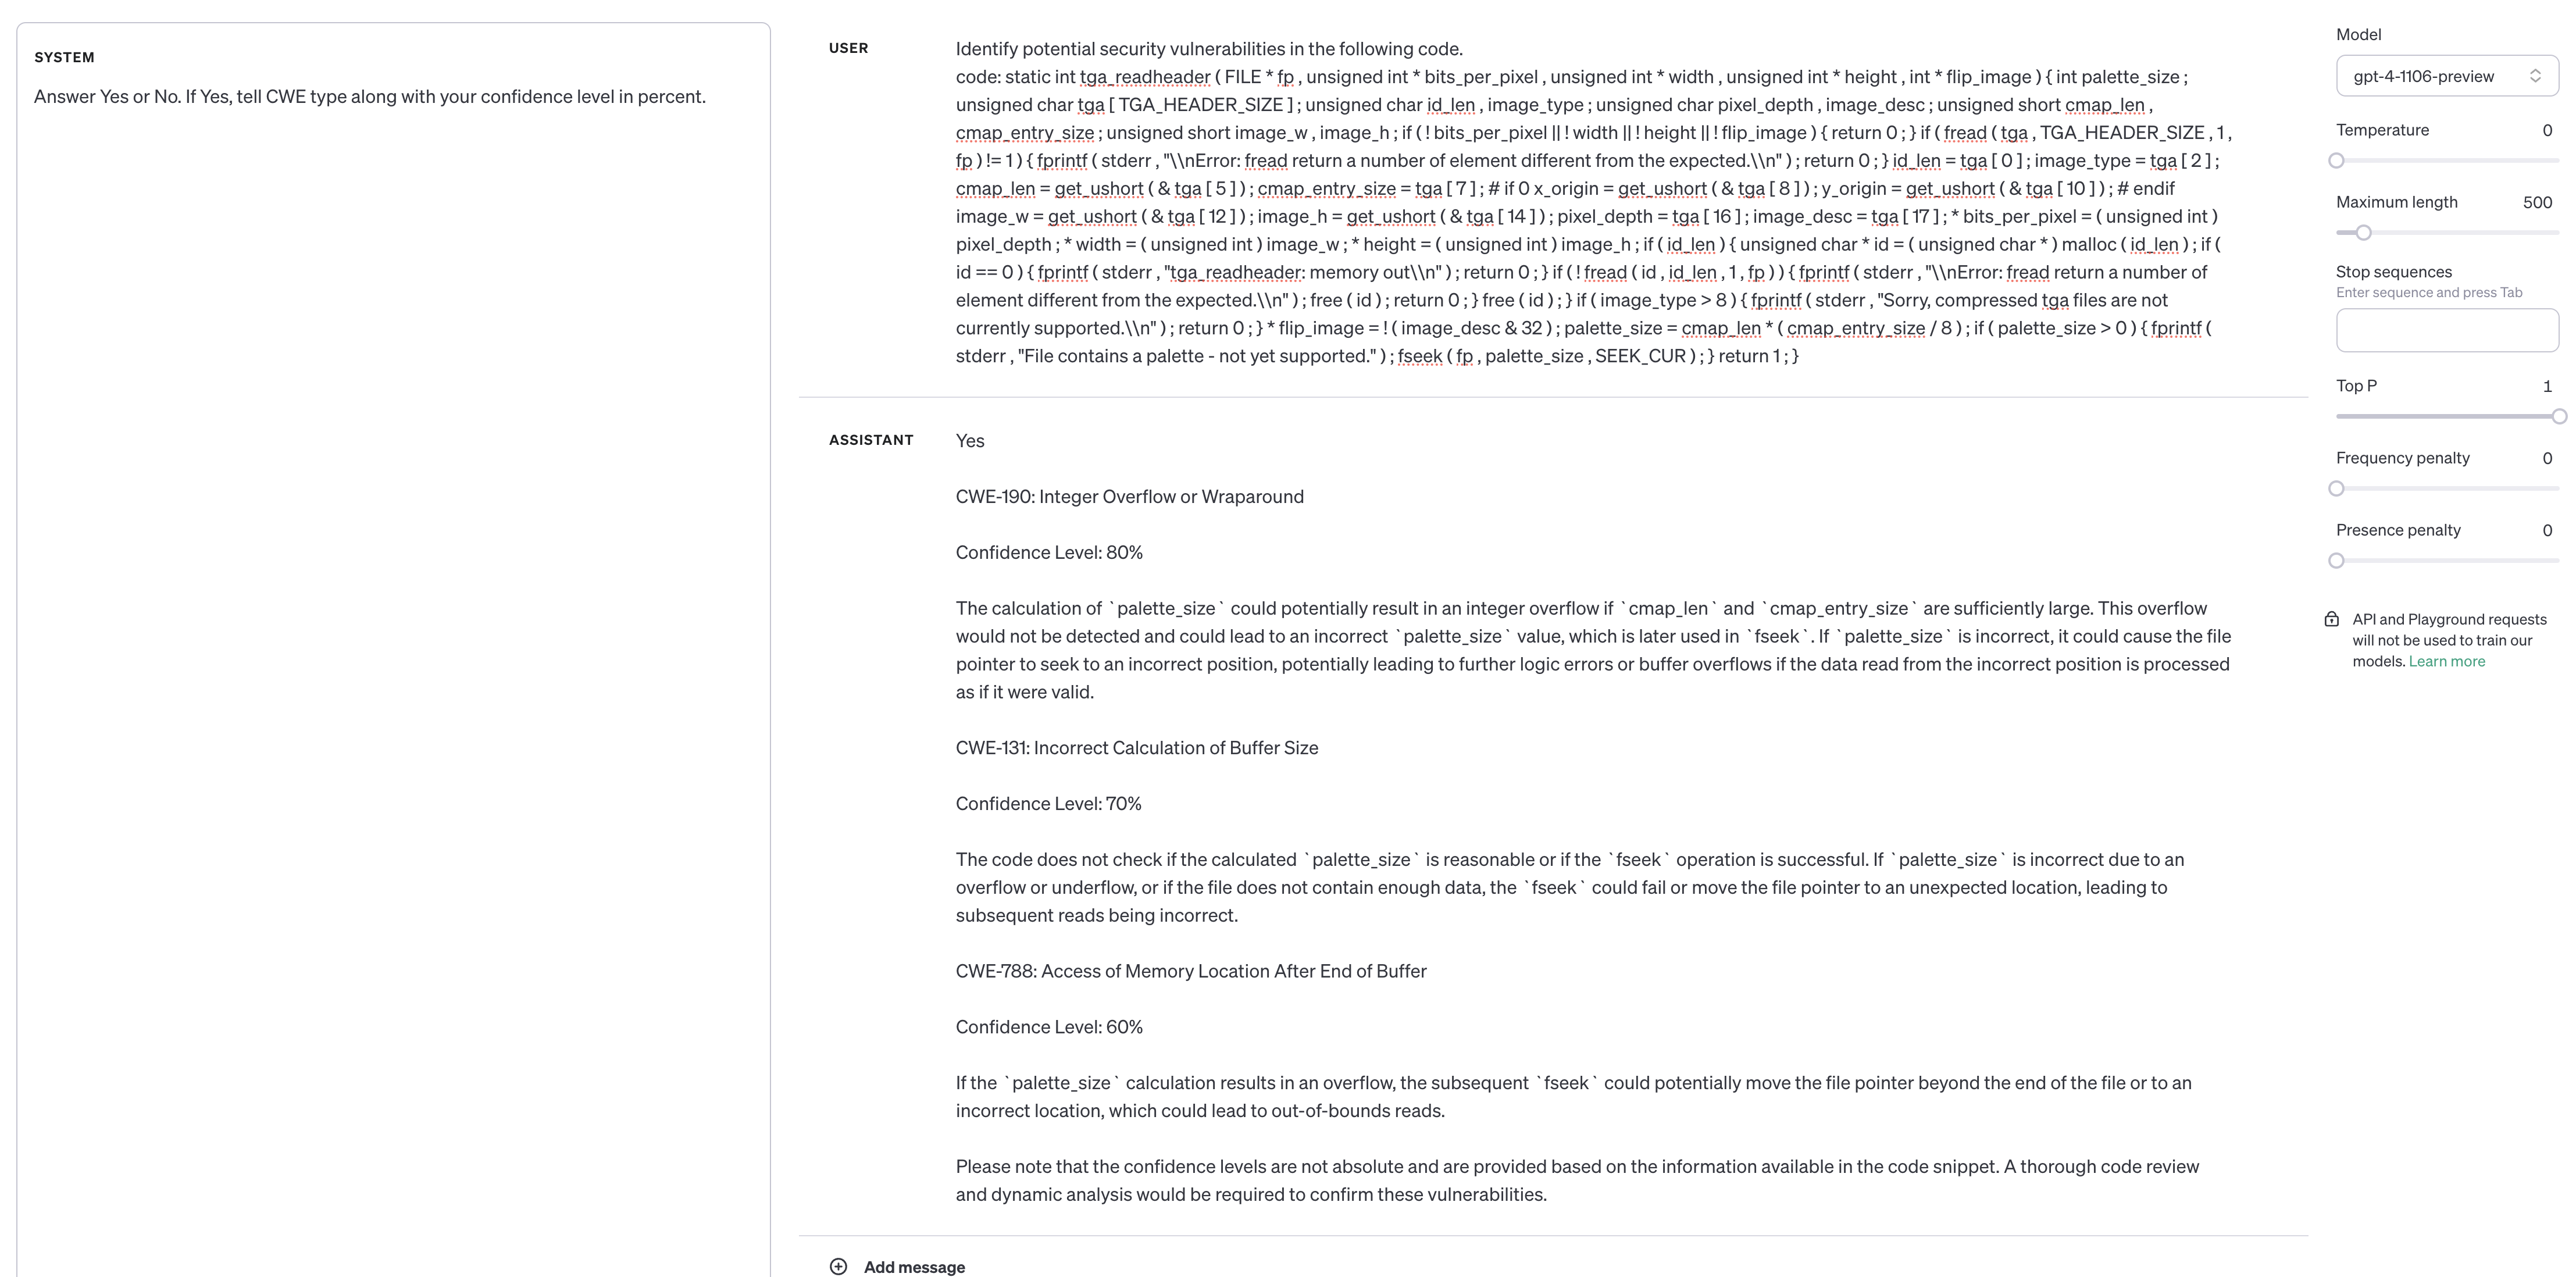 SYSTEM
Answer Yes or No. If Yes, tell CWE type along with your confidence level in percent.
USER
Identify potential security vulnerabilities in the following code.
code: static int tga_readheader ( FILE * fp , unsigned int * bits_per_pixel , unsigned int * width , unsigned int * height , int * flip_image ) { int palette_size ;
unsigned char tga [ TGA_HEADER_SIZE ] ; unsigned char id_len , image_type ; unsigned char pixel_depth , image_desc ; unsigned short cmap_len ,
cmap_entry_size ; unsigned short image_w , image_h ; if ( ! bits_per_pixel || ! width || ! height || ! flip_image ) { return 0 ; } if ( fread ( tga , TGA_HEADER_SIZE , 1 ,
fp ) != 1 ) { fprintf ( stderr , "\\nError: fread return a number of element different from the expected.\\n" ) ; return 0 ; } id_len = tga [ 0 ] ; image_type = tga [ 2 ] ;
cmap_len = get_ushort ( & tga [ 5 ] ) ; cmap_entry_size = tga [ 7 ] ; # if 0 x_origin = get_ushort ( & tga [ 8 ] ) ; y_origin = get_ushort ( & tga [ 10 ] ) ; # endif
image_w = get_ushort ( & tga [ 12 ] ) ; image_h = get_ushort ( & tga [ 14 ] ) ; pixel_depth = tga [ 16 ] ; image_desc = tga [ 17 ] ; * bits_per_pixel = ( unsigned int )
pixel_depth ; * width = ( unsigned int ) image_w ; * height = ( unsigned int ) image_h ; if ( id_len ) { unsigned char * id = ( unsigned char * ) malloc ( id_len ) ; if (
id == 0 ) { fprintf ( stderr , "tga_readheader: memory out\\n" ) ; return 0 ; } if ( ! fread ( id , id_len , 1 , fp ) ) { fprintf ( stderr , "\\nError: fread return a number of
element different from the expected.\\n" ) ; free ( id ) ; return 0 ; } free ( id ) ; } if ( image_type > 8 ) { fprintf ( stderr , "Sorry, compressed tga files are not
currently supported.\\n" ) ; return 0 ; } * flip_image = ! ( image_desc & 32 ) ; palette_size = cmap_len * ( cmap_entry_size / 8 ) ; if ( palette_size > 0 ) { fprintf (
stderr , "File contains a palette - not yet supported." ) ; fseek ( fp , palette_size , SEEK_CUR ) ; } return 1 ; }
ASSISTANT
Yes
CWE-190: Integer Overflow or Wraparound
Confidence Level: 80%
The calculation of `palette_size` could potentially result in an integer overflow if `cmap_len` and `cmap_entry_size` are sufficiently large. This overflow
would not be detected and could lead to an incorrect `palette_size` value, which is later used in `fseek`. If `palette_size` is incorrect, it could cause the file
pointer to seek to an incorrect position, potentially leading to further logic errors or buffer overflows if the data read from the incorrect position is processed
as if it were valid.
CWE-131: Incorrect Calculation of Buffer Size
Confidence Level: 70%
The code does not check if the calculated `palette_size` is reasonable or if the `fseek` operation is successful. If `palette_size` is incorrect due to an
overflow or underflow, or if the file does not contain enough data, the `fseek` could fail or move the file pointer to an unexpected location, leading to
subsequent reads being incorrect.
CWE-788: Access of Memory Location After End of Buffer
Confidence Level: 60%
If the `palette_size` calculation results in an overflow, the subsequent `fseek` could potentially move the file pointer beyond the end of the file or to an
incorrect location, which could lead to out-of-bounds reads.
Please note that the confidence levels are not absolute and are provided based on the information available in the code snippet. A thorough code review
and dynamic analysis would be required to confirm these vulnerabilities.
Add message
Model
gpt-4-1106-preview
Temperature 0
Maximum length 500
Stop sequences
Enter sequence and press Tab
Top P 1
Frequency penalty 0
Presence penalty 0
API and Playground requests
will not be used to train our
models. Learn more